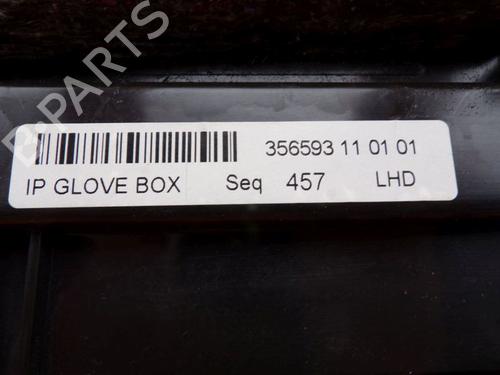 B-PARTS
356593 11 01 01
IP GLOVE BOX Seq 457 LHD